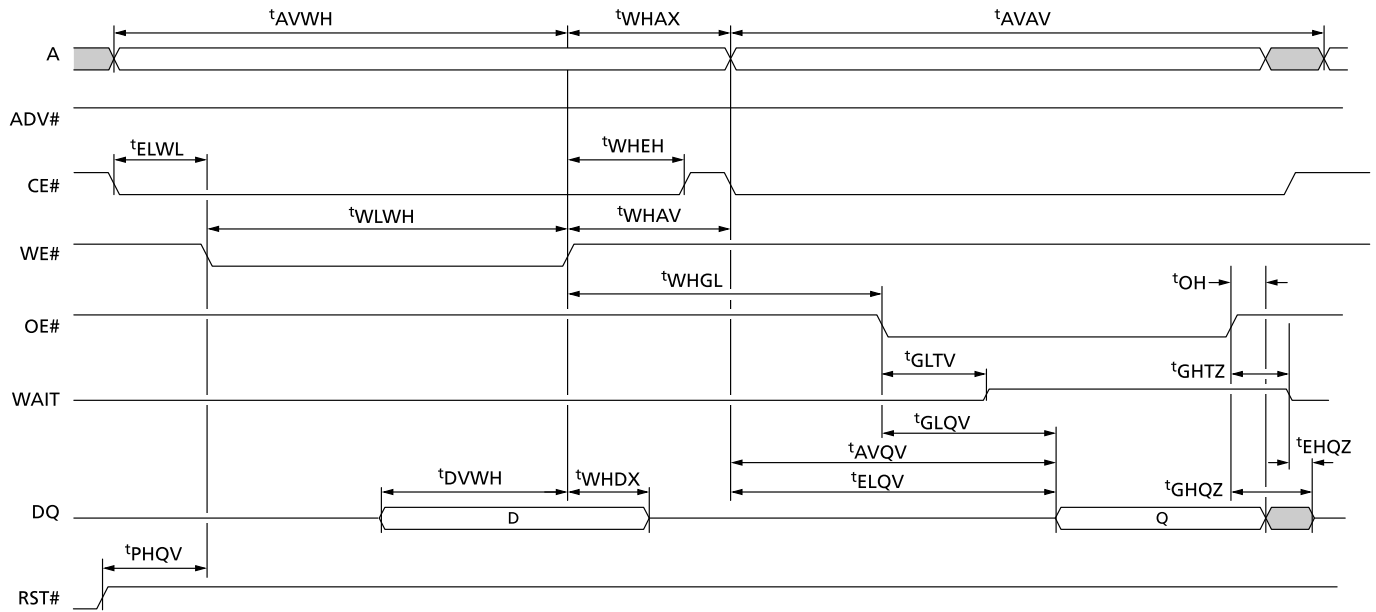 tAVWH tWHAX tAVAV
A
ADV#
tELWL tWHEH
CE#
tWLWH tWHAV
WE#
tWHGL tOH
OE#
tGLTV tGHTZ
WAIT
tGLQV
tAVQV tEHQZ
tDVWH tWHDX tELQV tGHQZ
DQ D Q
tPHQV
RST#